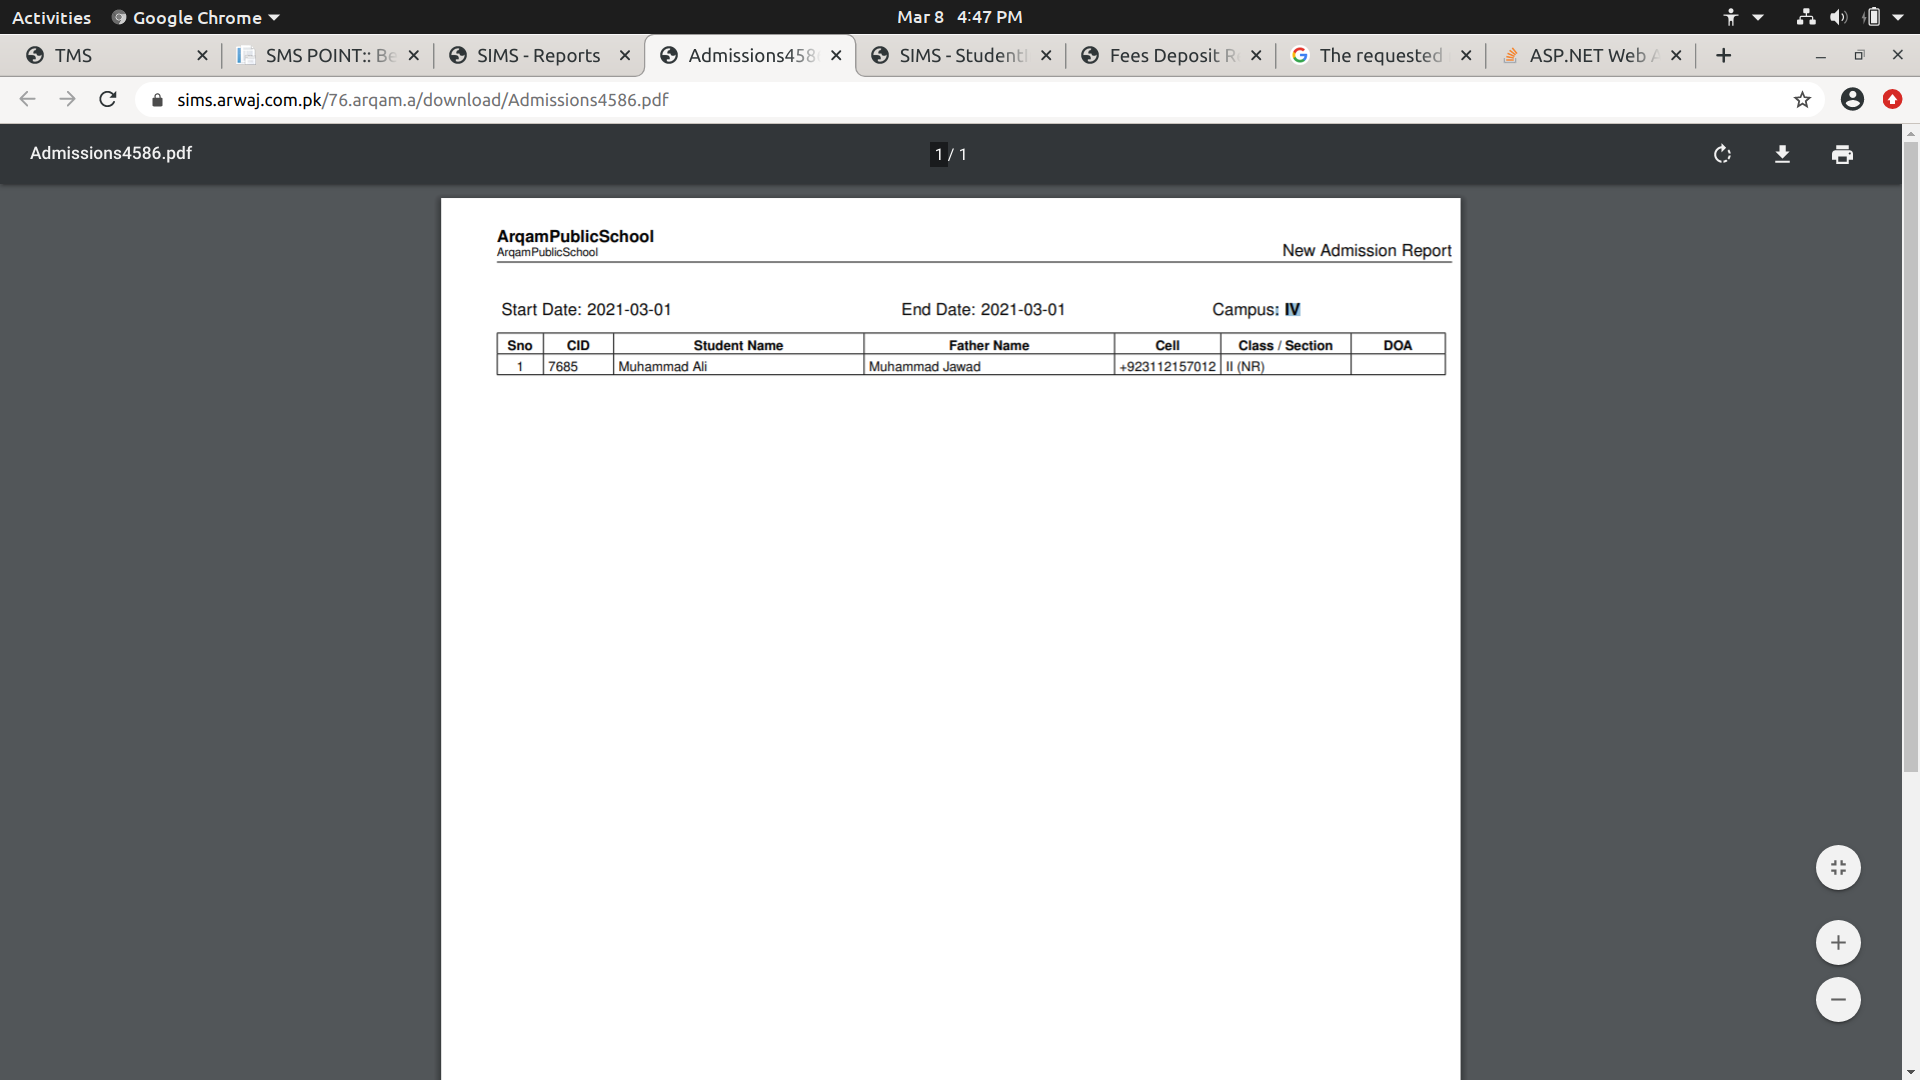 Activities Google Chrome Mar 8 4:47 PM
TMS SMS POINT:: Be SIMS - Reports Admissions458 SIMS - Student Fees Deposit R The requested ASP.NET Web A
sims.arwaj.com.pk/76.arqam.a/download/Admissions4586.pdf
Admissions4586.pdf 1 / 1
ArqamPublicSchool
ArqamPublicSchool New Admission Report
Start Date: 2021-03-01 End Date: 2021-03-01 Campus: IV
Sno CID Student Name Father Name Cell Class / Section DOA
1 7685 Muhammad Ali Muhammad Jawad +923112157012 II (NR)